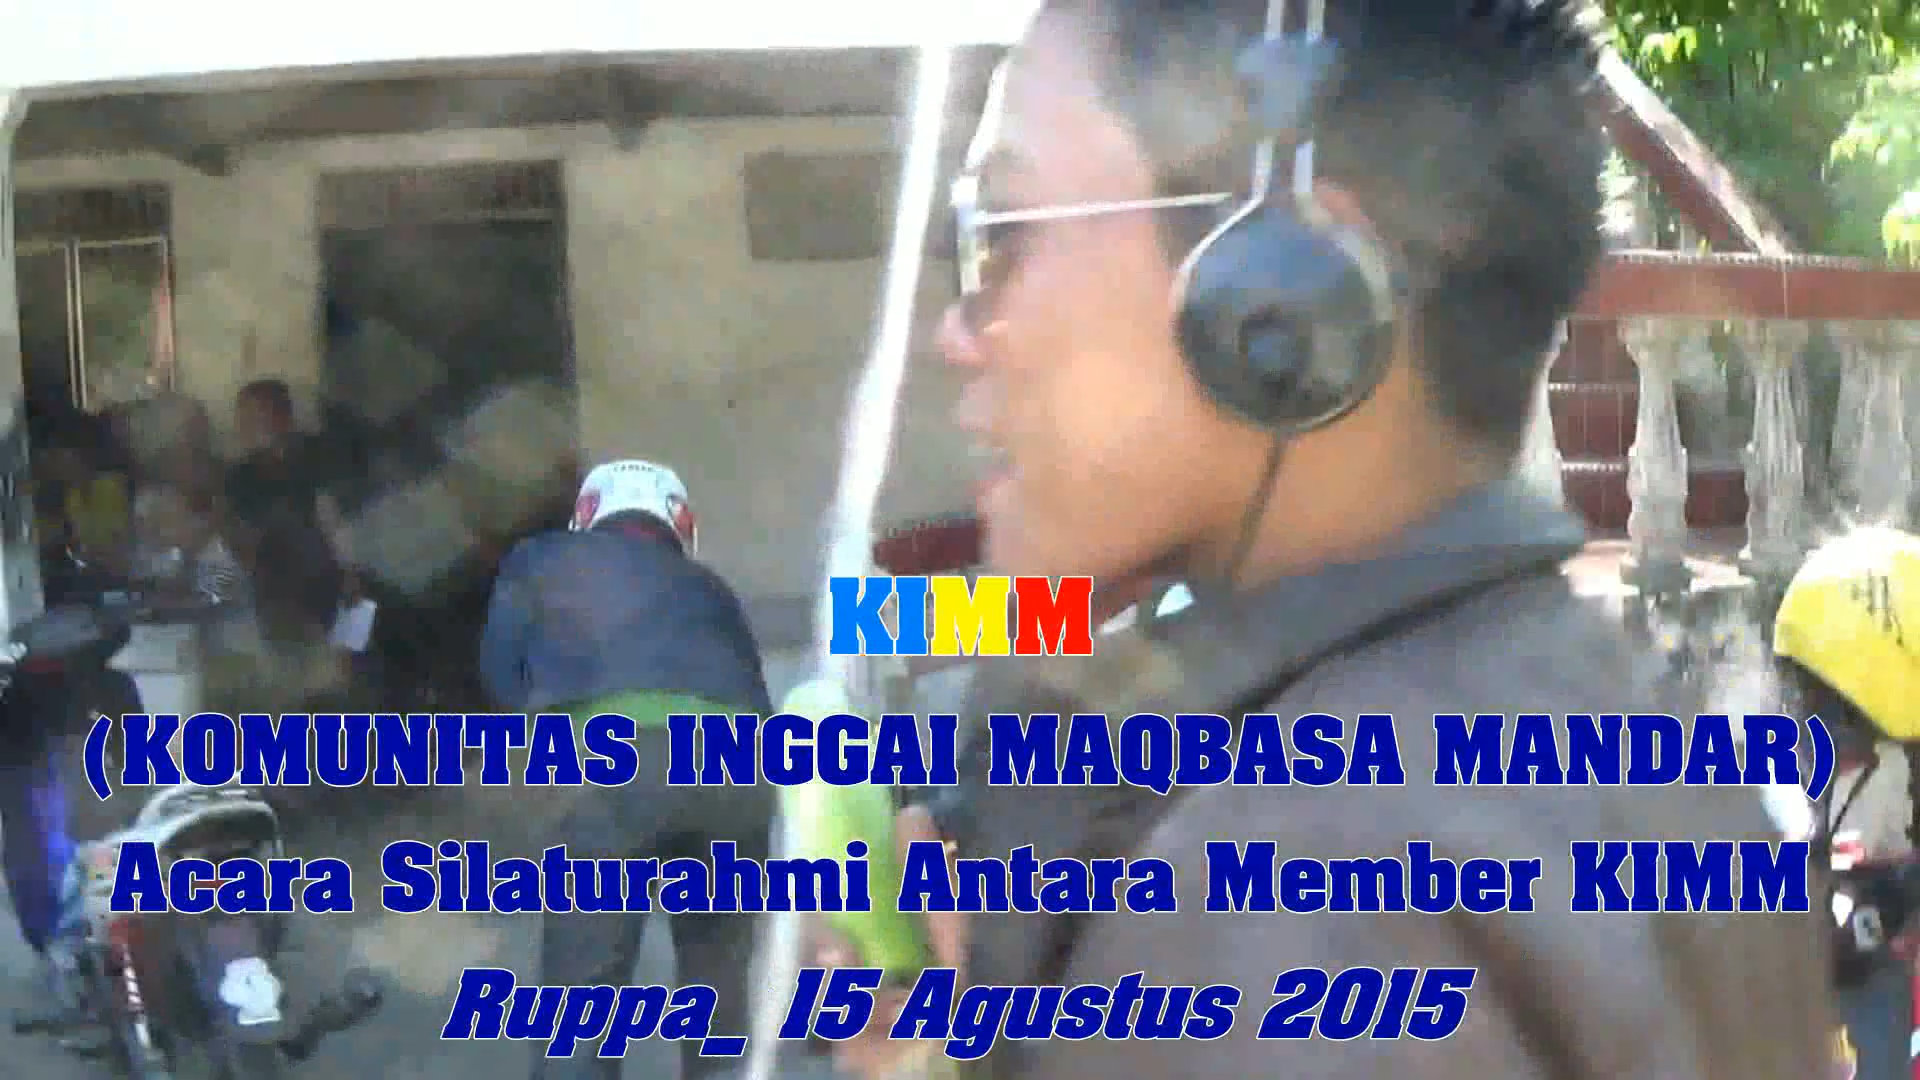 KIMM
(KOMUNITAS INGGAI MAQBASA MANDAR)
Acara Silaturahmi Antara Member KIMM
Ruppa_ 15 Agustus 2015